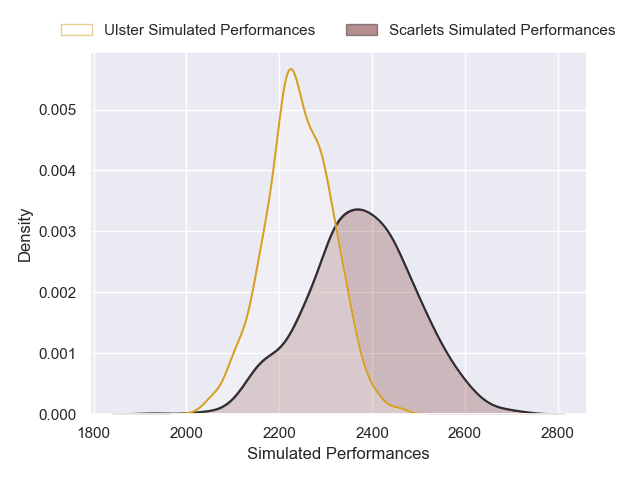 Ulster Simulated Performances Scarlets Simulated Performances
0.005
0.004
0.003
0.002
0.001
0.000
Density
1800 2000 2200 2400 2600 2800
Simulated Performances